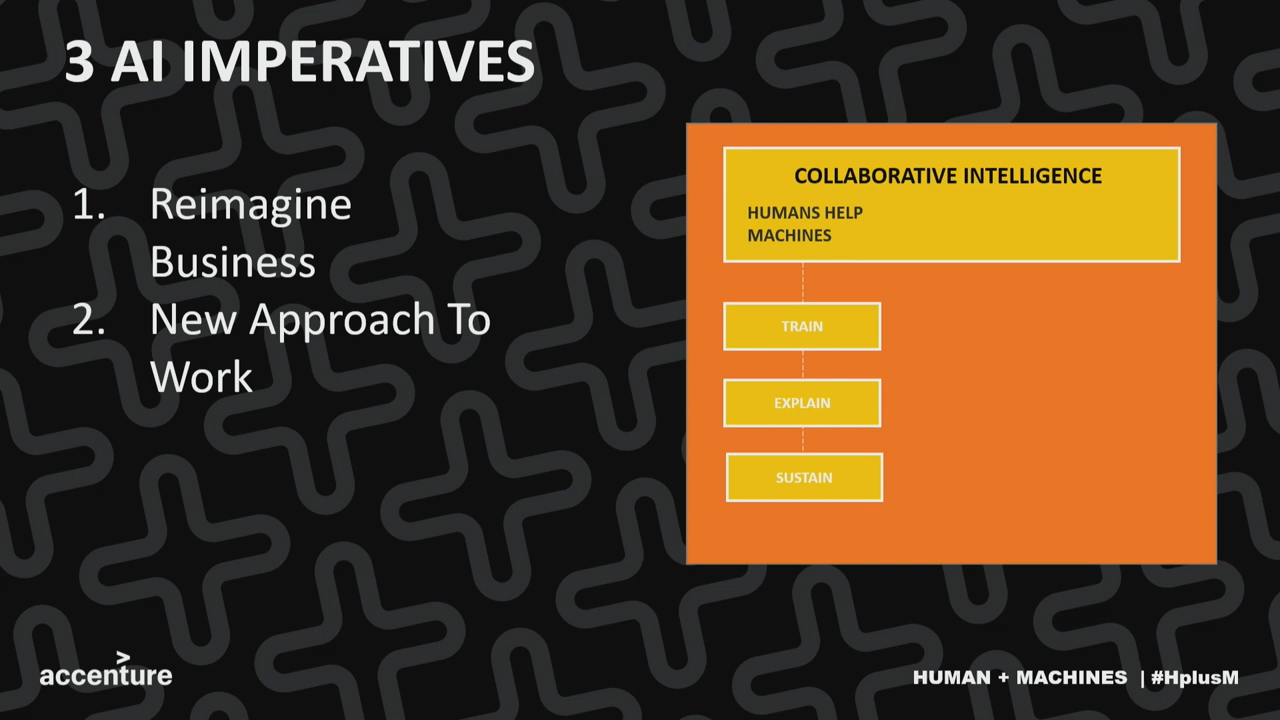 3 AI IMPERATIVES
1. Reimagine
Business
2. New Approach To
Work
COLLABORATIVE INTELLIGENCE
HUMANS HELP
MACHINES
TRAIN
EXPLAIN
SUSTAIN
accenture
HUMAN + MACHINES | #HplusM